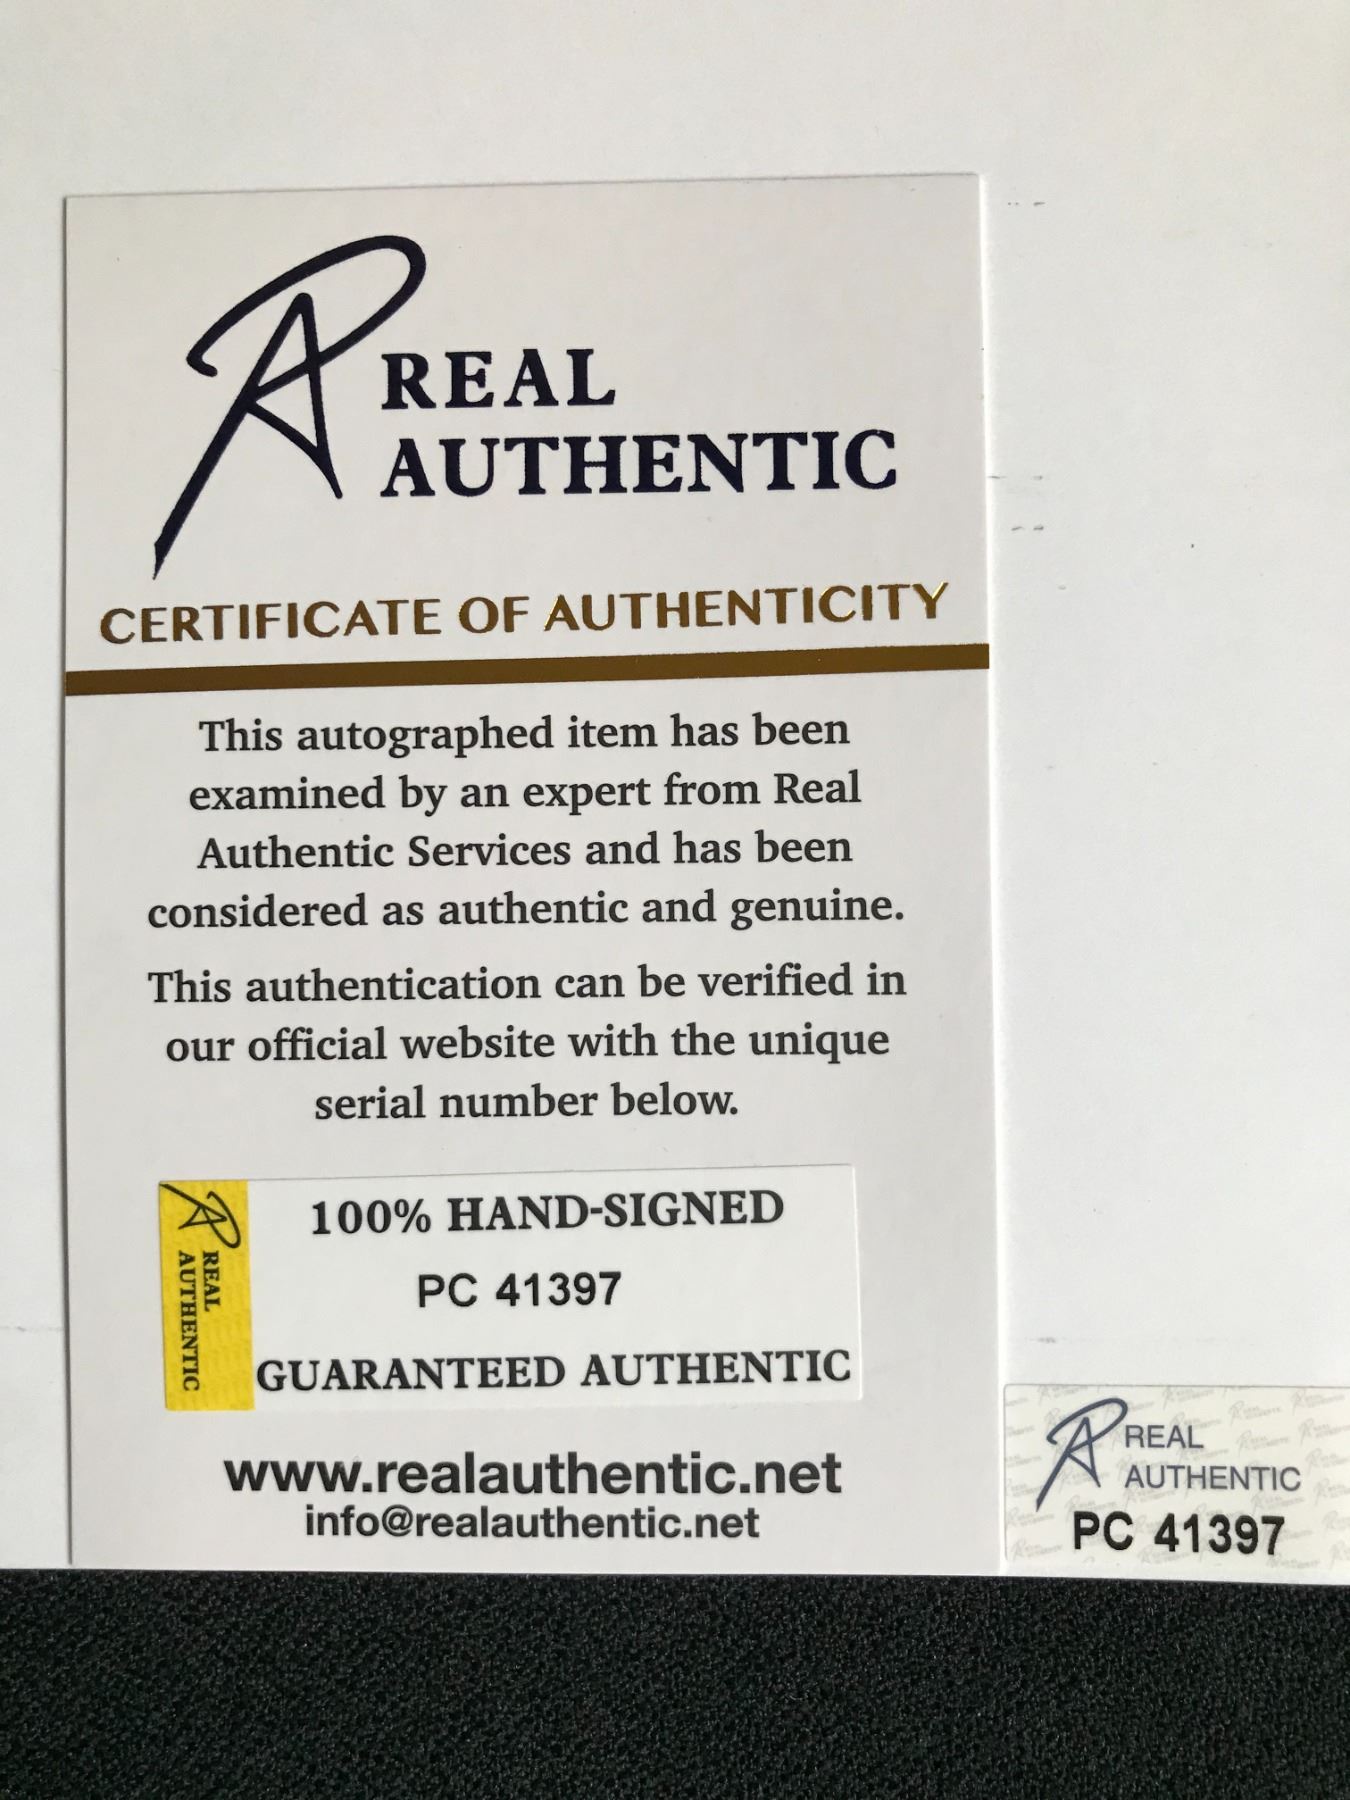 REAL
AUTHENTIC
CERTIFICATE OF AUTHENTICITY
This autographed item has been
examined by an expert from Real
Authentic Services and has been
considered as authentic and genuine.
This authentication can be verified in
our official website with the unique
serial number below.
REAL
AUTHENTIC
100% HAND-SIGNED
PC 41397
GUARANTEED AUTHENTIC
www.realauthentic.net
info@realauthentic.net
REAL
AUTHENTIC
PC 41397